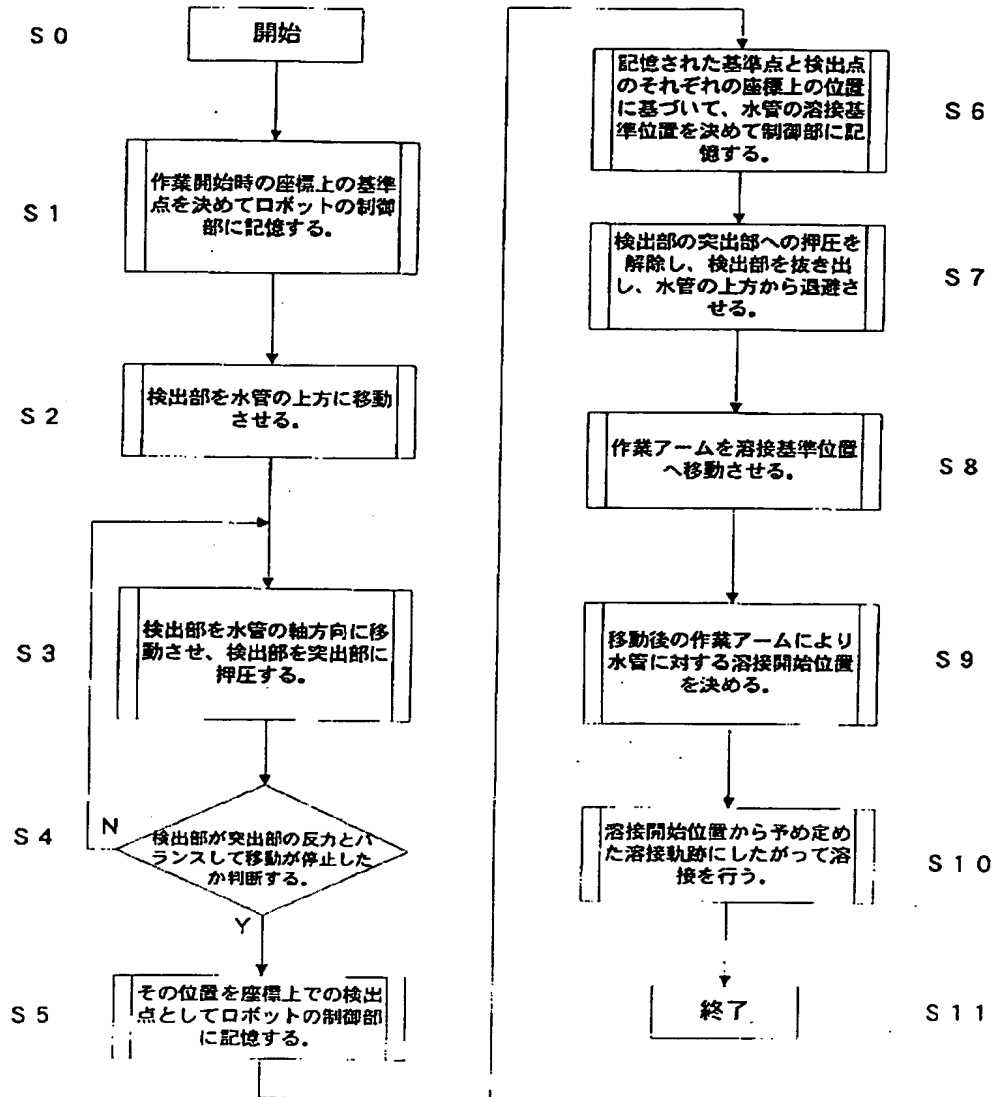 S 0
開始
S 1
作業開始時の座標上の基準
点を決めてロボットの制御
部に記憶する。
S 2
検出部を水管の上方に移動
させる。
S 3
検出部を水管の軸方向に移
動させ、検出部を突出部に
押圧する。
S 4
N
検出部が突出部の反力とバ
ランスして移動が停止した
か判断する。
Y
S 5
その位置を座標上での検出
点としてロボットの制御部
に記憶する。
記憶された基準点と検出点
のそれぞれの座標上の位置
に基づいて、水管の溶接基
準位置を決めて制御部に記
憶する。
S 6
検出部の突出部への押圧を
解除し、検出部を抜き出
し、水管の上方から退避さ
せる。
S 7
作業アームを溶接基準位置
へ移動させる。
S 8
移動後の作業アームにより
水管に対する溶接開始位置
を決める。
S 9
溶接開始位置から予め定め
た溶接軌跡にしたがって溶
接を行う。
S 1 0
終了
S 1 1